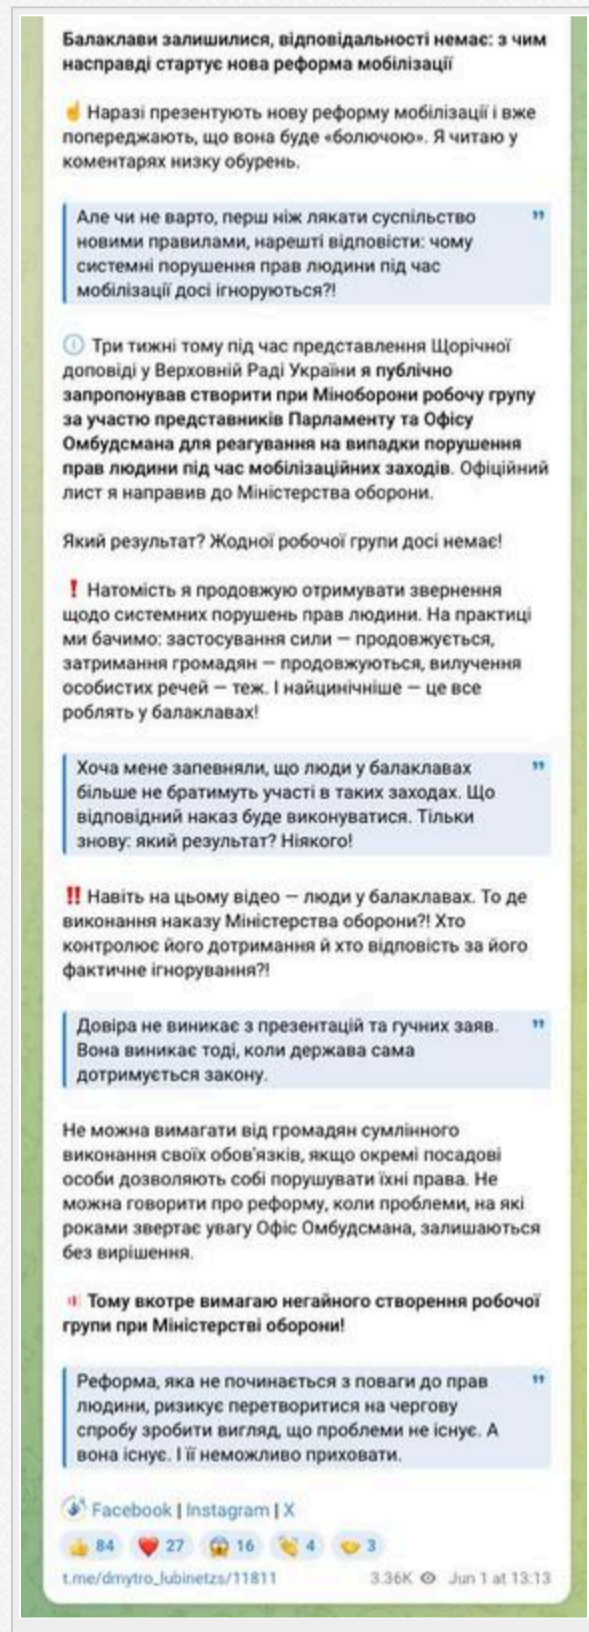 Балаклави залишилися, відповідальності немає: з чим
насправді стартує нова реформа мобілізації
☝️ Наразі презентують нову реформу мобілізації і вже
попереджають, що вона буде «болючою». Я читаю у
коментарях низку обурень.
Але чи не варто, перш ніж лякати суспільство
новими правилами, нарешті відповісти: чому
системні порушення прав людини під час
мобілізації досі ігноруються?!
Три тижні тому під час представлення Щорічної
доповіді у Верховній Раді України я публічно
запропонував створити при Міноборони робочу групу
за участю представників Парламенту та Офісу
Омбудсмана для реагування на випадки порушення
прав людини під час мобілізаційних заходів. Офіційний
лист я направив до Міністерства оборони.
Який результат? Жодної робочої групи досі немає!
❗ Натомість я продовжую отримувати звернення
щодо системних порушень прав людини. На практиці
ми бачимо: застосування сили — продовжується,
затримання громадян — продовжуються, вилучення
особистих речей — теж. І найцинічніше — це все
роблять у балаклавах!
Хоча мене запевняли, що люди у балаклавах
більше не братимуть участі в таких заходах. Що
відповідний наказ буде виконуватися. Тільки
знову: який результат? Ніякого!
‼️ Навіть на цьому відео — люди у балаклавах. То де
виконання наказу Міністерства оборони?! Хто
контролює його дотримання й хто відповість за його
фактичне ігнорування?!
Довіра не виникає з презентацій та гучних заяв.
Вона виникає тоді, коли держава сама
дотримується закону.
Не можна вимагати від громадян сумлінного
виконання своїх обов'язків, якщо окремі посадові
особи дозволяють собі порушувати їхні права. Не
можна говорити про реформу, коли проблеми, на які
роками звертає увагу Офіс Омбудсмана, залишаються
без вирішення.
Тому вкотре вимагаю негайного створення робочої
групи при Міністерстві оборони!
Реформа, яка не починається з поваги до прав
людини, ризикує перетворитися на чергову
спробу зробити вигляд, що проблеми не існує. А
вона існує. І її неможливо приховати.
Facebook | Instagram | X
84 27 16 4 3
t.me/dmytro_lubinetzs/11811 3.36K Jun 1 at 13:13